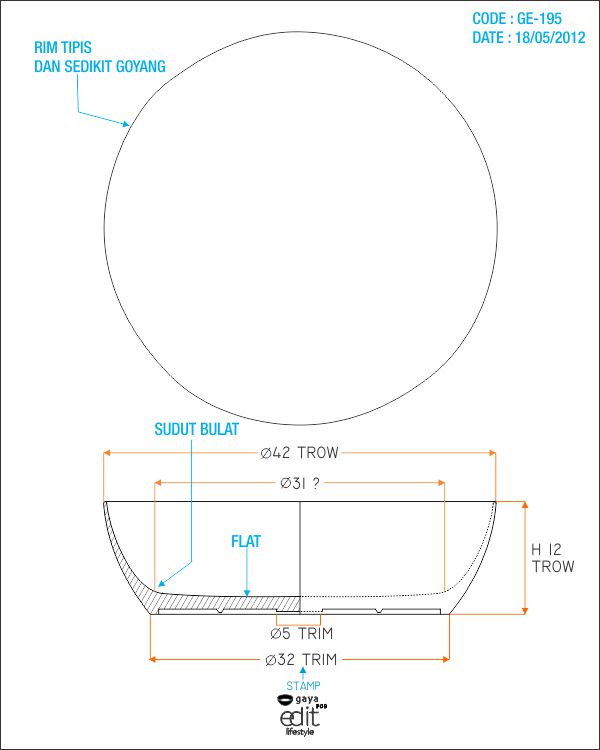 CODE : GE-195
DATE : 18/05/2012
RIM TIPIS
DAN SEDIKIT GOYANG
SUDUT BULAT
Ø42 TROW
Ø31 ?
FLAT
H 12
TROW
Ø5 TRIM
Ø32 TRIM
STAMP
gaya
edit
lifestyle